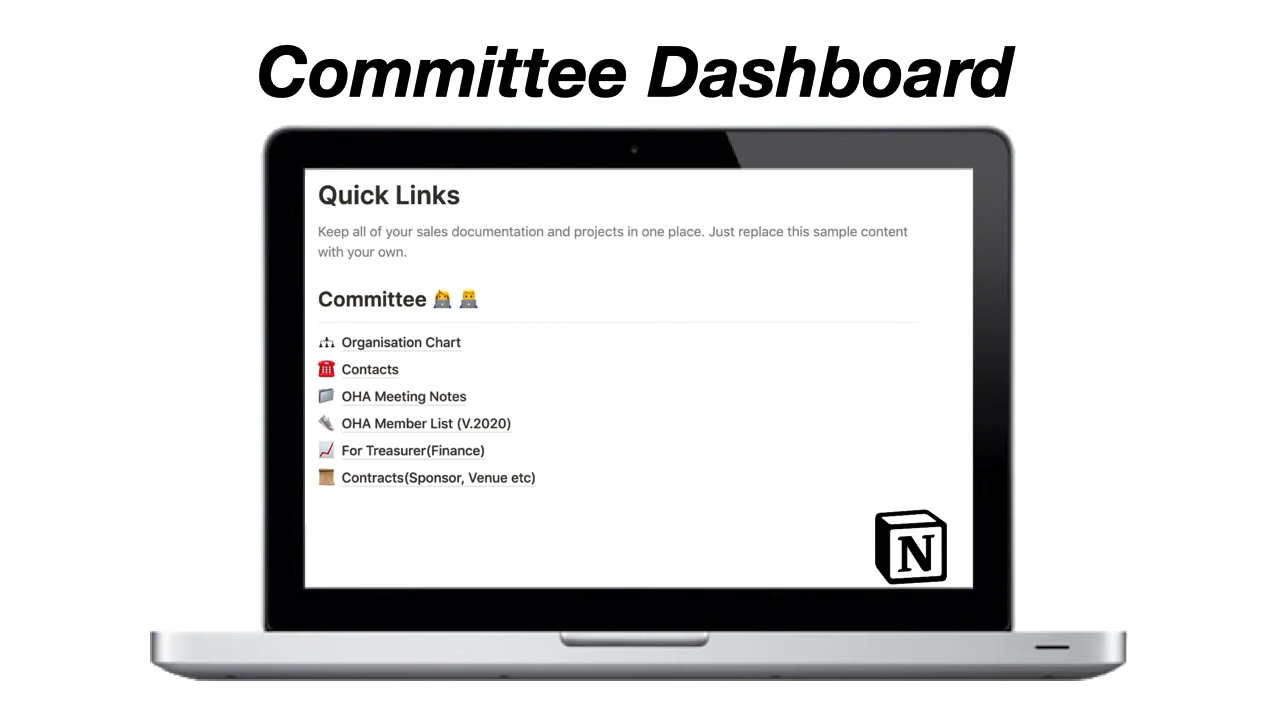 Committee Dashboard
Quick Links
Keep all of your sales documentation and projects in one place. Just replace this sample content
with your own.
Committee 👩‍💻 👨‍💻
Organisation Chart
Contacts
OHA Meeting Notes
OHA Member List (V.2020)
For Treasurer(Finance)
Contracts(Sponsor, Venue etc)
N